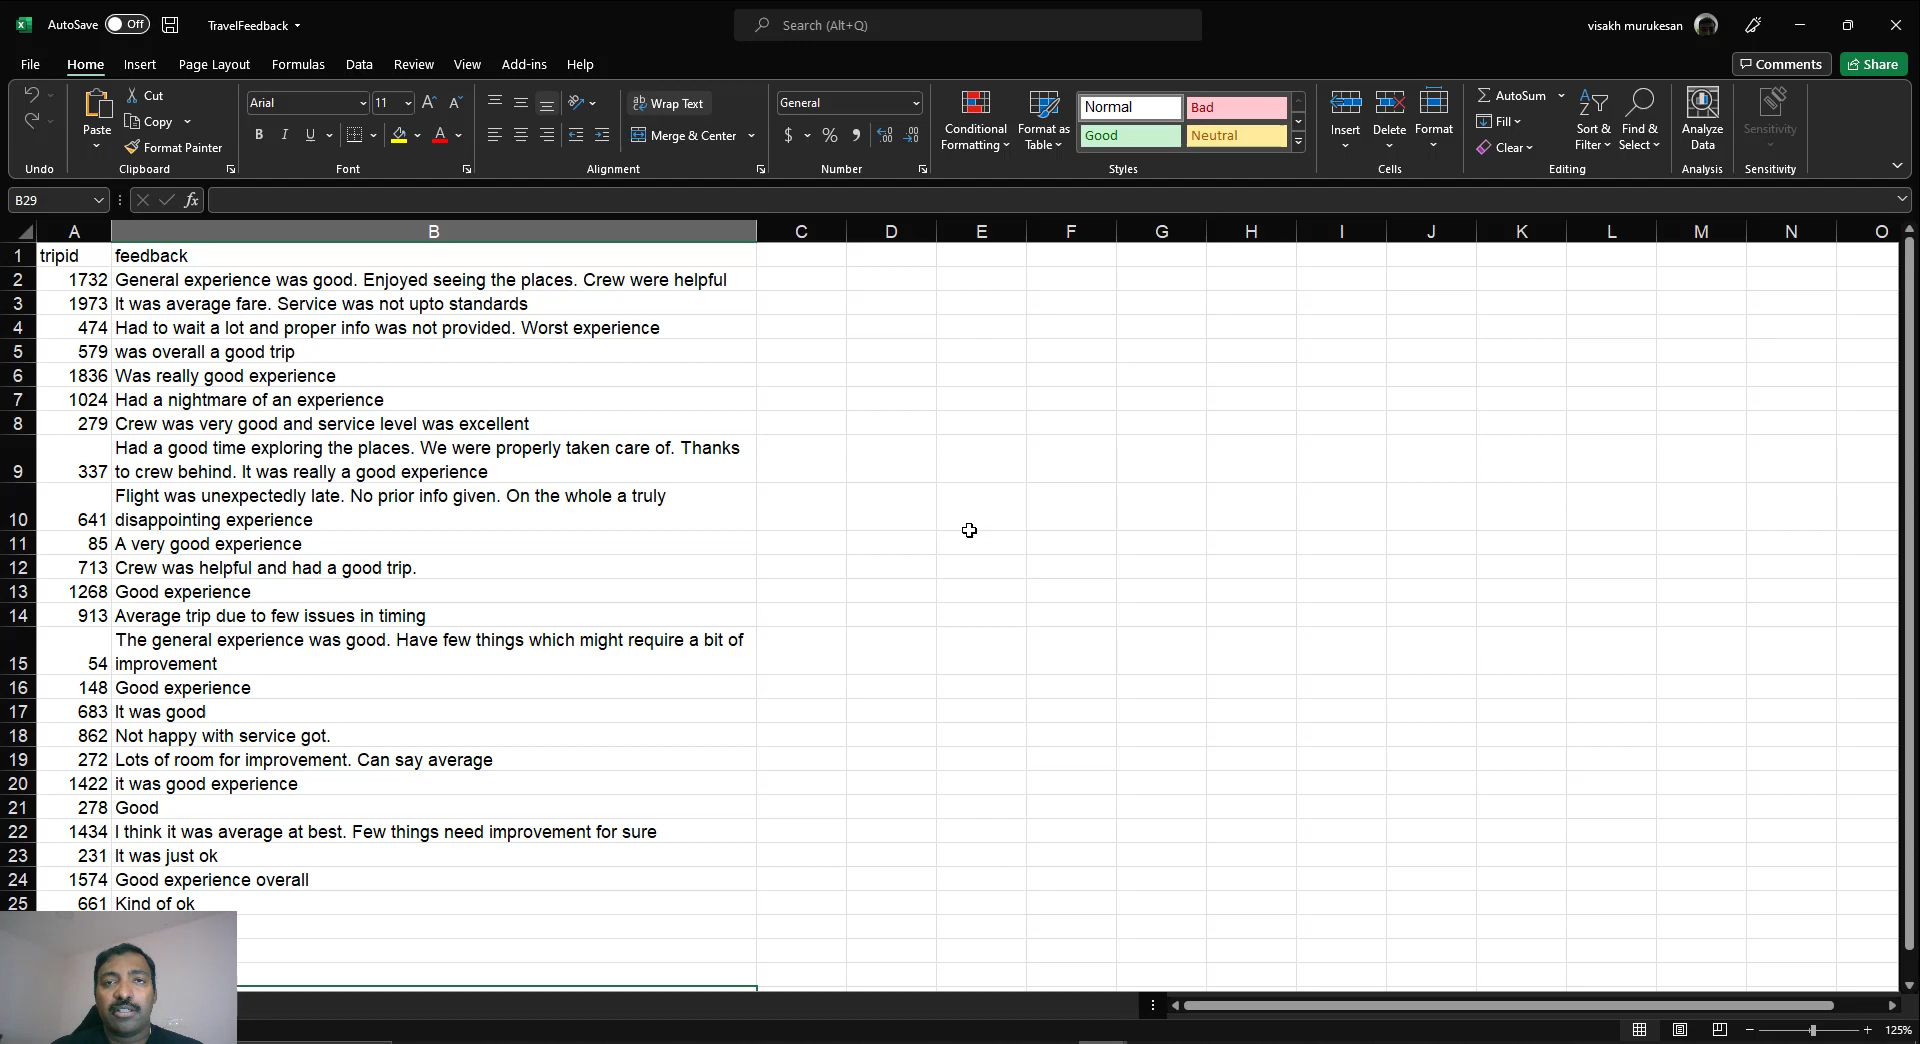 AutoSave Off TravelFeedback Search (Alt+Q) visakh murukesan
File Home Insert Page Layout Formulas Data Review View Add-ins Help Comments Share
Paste Cut Copy Format Painter
Arial 11 B I U A
Wrap Text Merge & Center
General $ % 9
Conditional Formatting Format as Table
Normal Bad
Good Neutral
Insert Delete Format
AutoSum Fill Clear Sort & Filter Find & Select
Analyze Data Sensitivity
Undo Clipboard Font Alignment Number Styles Cells Editing Analysis Sensitivity
B29 fx
A B C D E F G H I J K L M N O
1 tripid feedback
2 1732 General experience was good. Enjoyed seeing the places. Crew were helpful
3 1973 It was average fare. Service was not upto standards
4 474 Had to wait a lot and proper info was not provided. Worst experience
5 579 was overall a good trip
6 1836 Was really good experience
7 1024 Had a nightmare of an experience
8 279 Crew was very good and service level was excellent
Had a good time exploring the places. We were properly taken care of. Thanks
9 337 to crew behind. It was really a good experience
Flight was unexpectedly late. No prior info given. On the whole a truly
10 641 disappointing experience
11 85 A very good experience
12 713 Crew was helpful and had a good trip.
13 1268 Good experience
14 913 Average trip due to few issues in timing
The general experience was good. Have few things which might require a bit of
15 54 improvement
16 148 Good experience
17 683 It was good
18 862 Not happy with service got.
19 272 Lots of room for improvement. Can say average
20 1422 it was good experience
21 278 Good
22 1434 I think it was average at best. Few things need improvement for sure
23 231 It was just ok
24 1574 Good experience overall
25 661 Kind of ok
125%